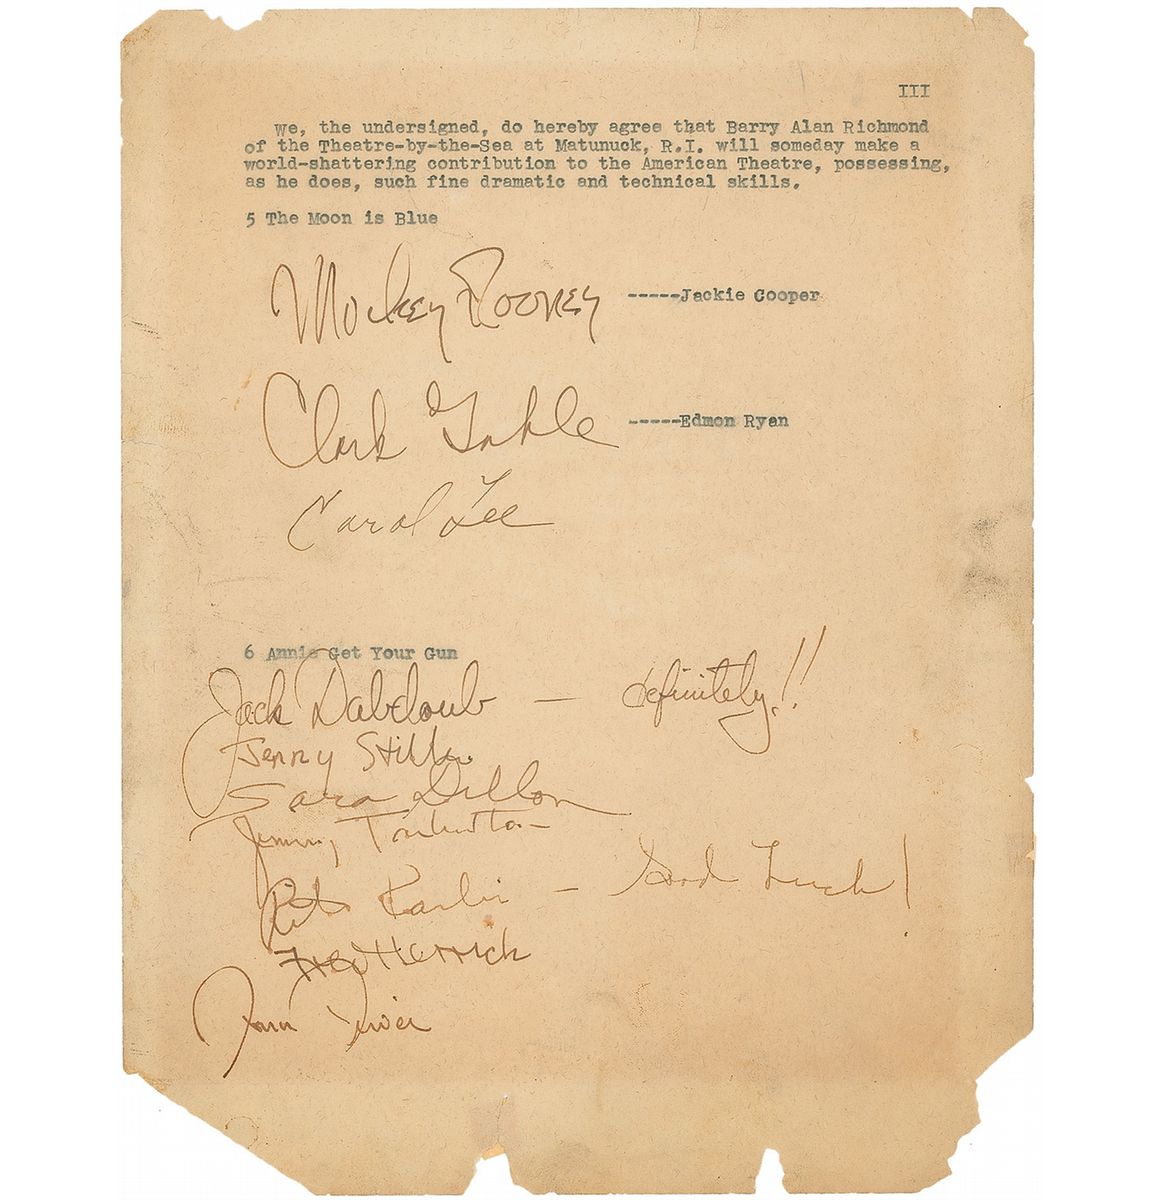 III
We, the undersigned, do hereby agree that Barry Alan Richmond
of the Theatre-by-the-Sea at Matunuck, R.I. will someday make a
world-shattering contribution to the American Theatre, possessing,
as he does, such fine dramatic and technical skills.
5 The Moon is Blue
Mickey Rooney -----Jackie Cooper
Clark Gable -----Edmon Ryan
Carol Lee
6 Annie Get Your Gun
Jack Dabdoub — definitely!!
Jerry
Sara Dillon
Jimmy
Rita Karlin — Good Luck!
Fred Herrick